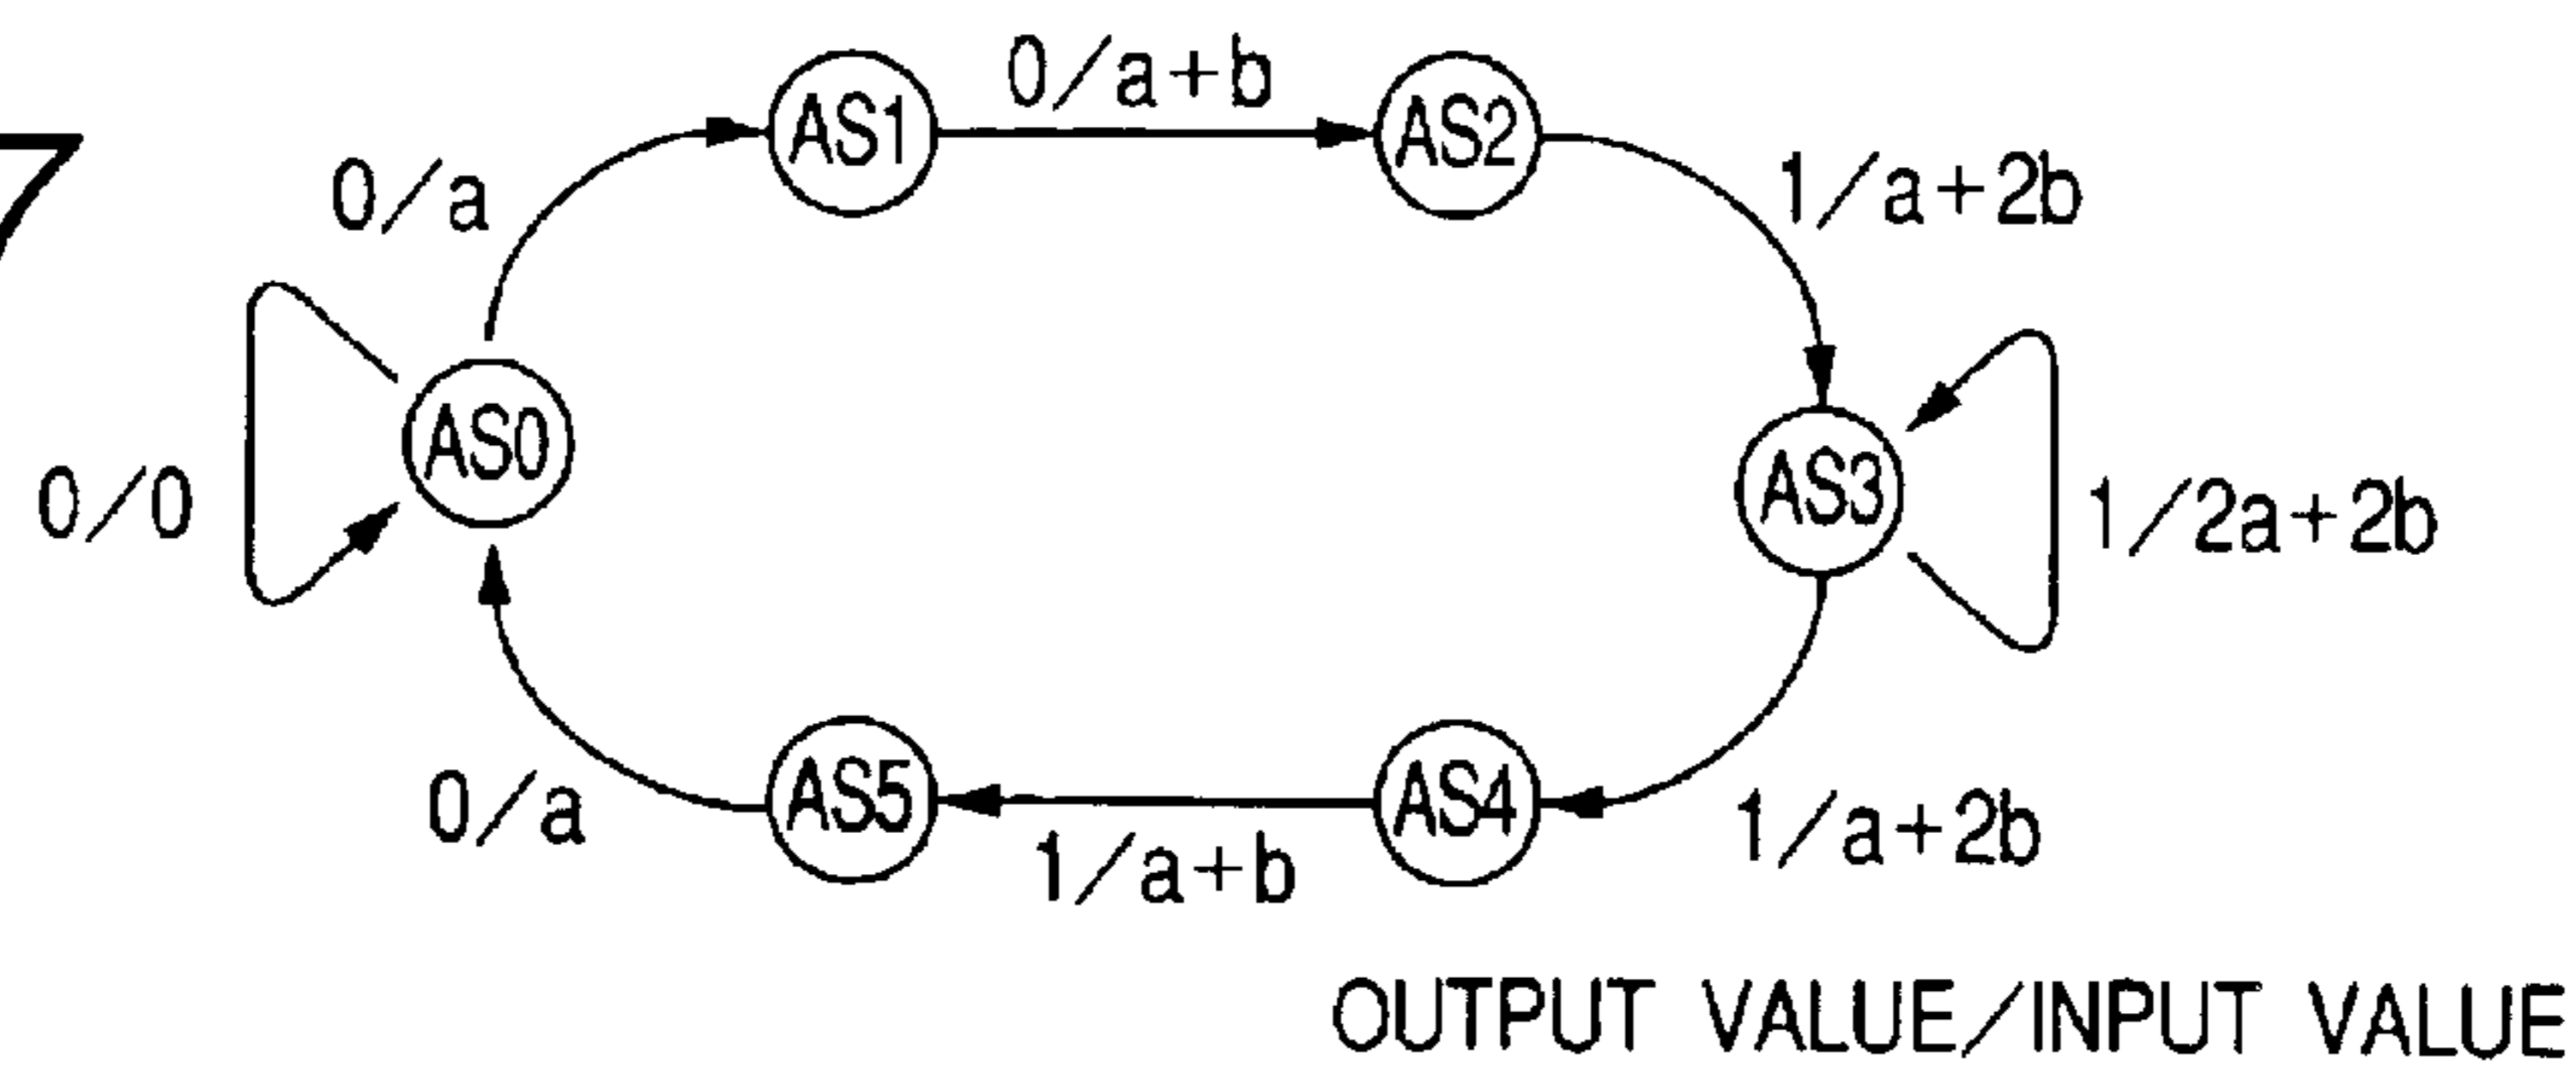 7
0/a+b
AS1
AS2
0/a
1/a+2b
AS0
AS3
0/0
1/2a+2b
AS5
AS4
0/a
1/a+b
1/a+2b
OUTPUT VALUE/INPUT VALUE